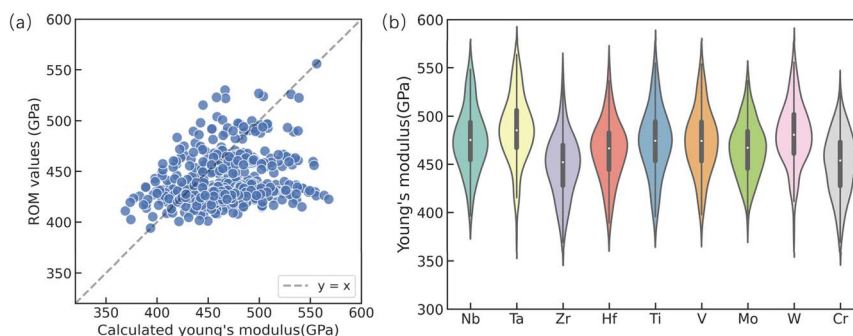 (a)
600
550
500
450
400
350
ROM values (GPa)
350 400 450 500 550 600
Calculated young's modulus(GPa)
y = x
(b)
600
550
500
450
400
350
300
Young's modulus(GPa)
Nb Ta Zr Hf Ti V Mo W Cr